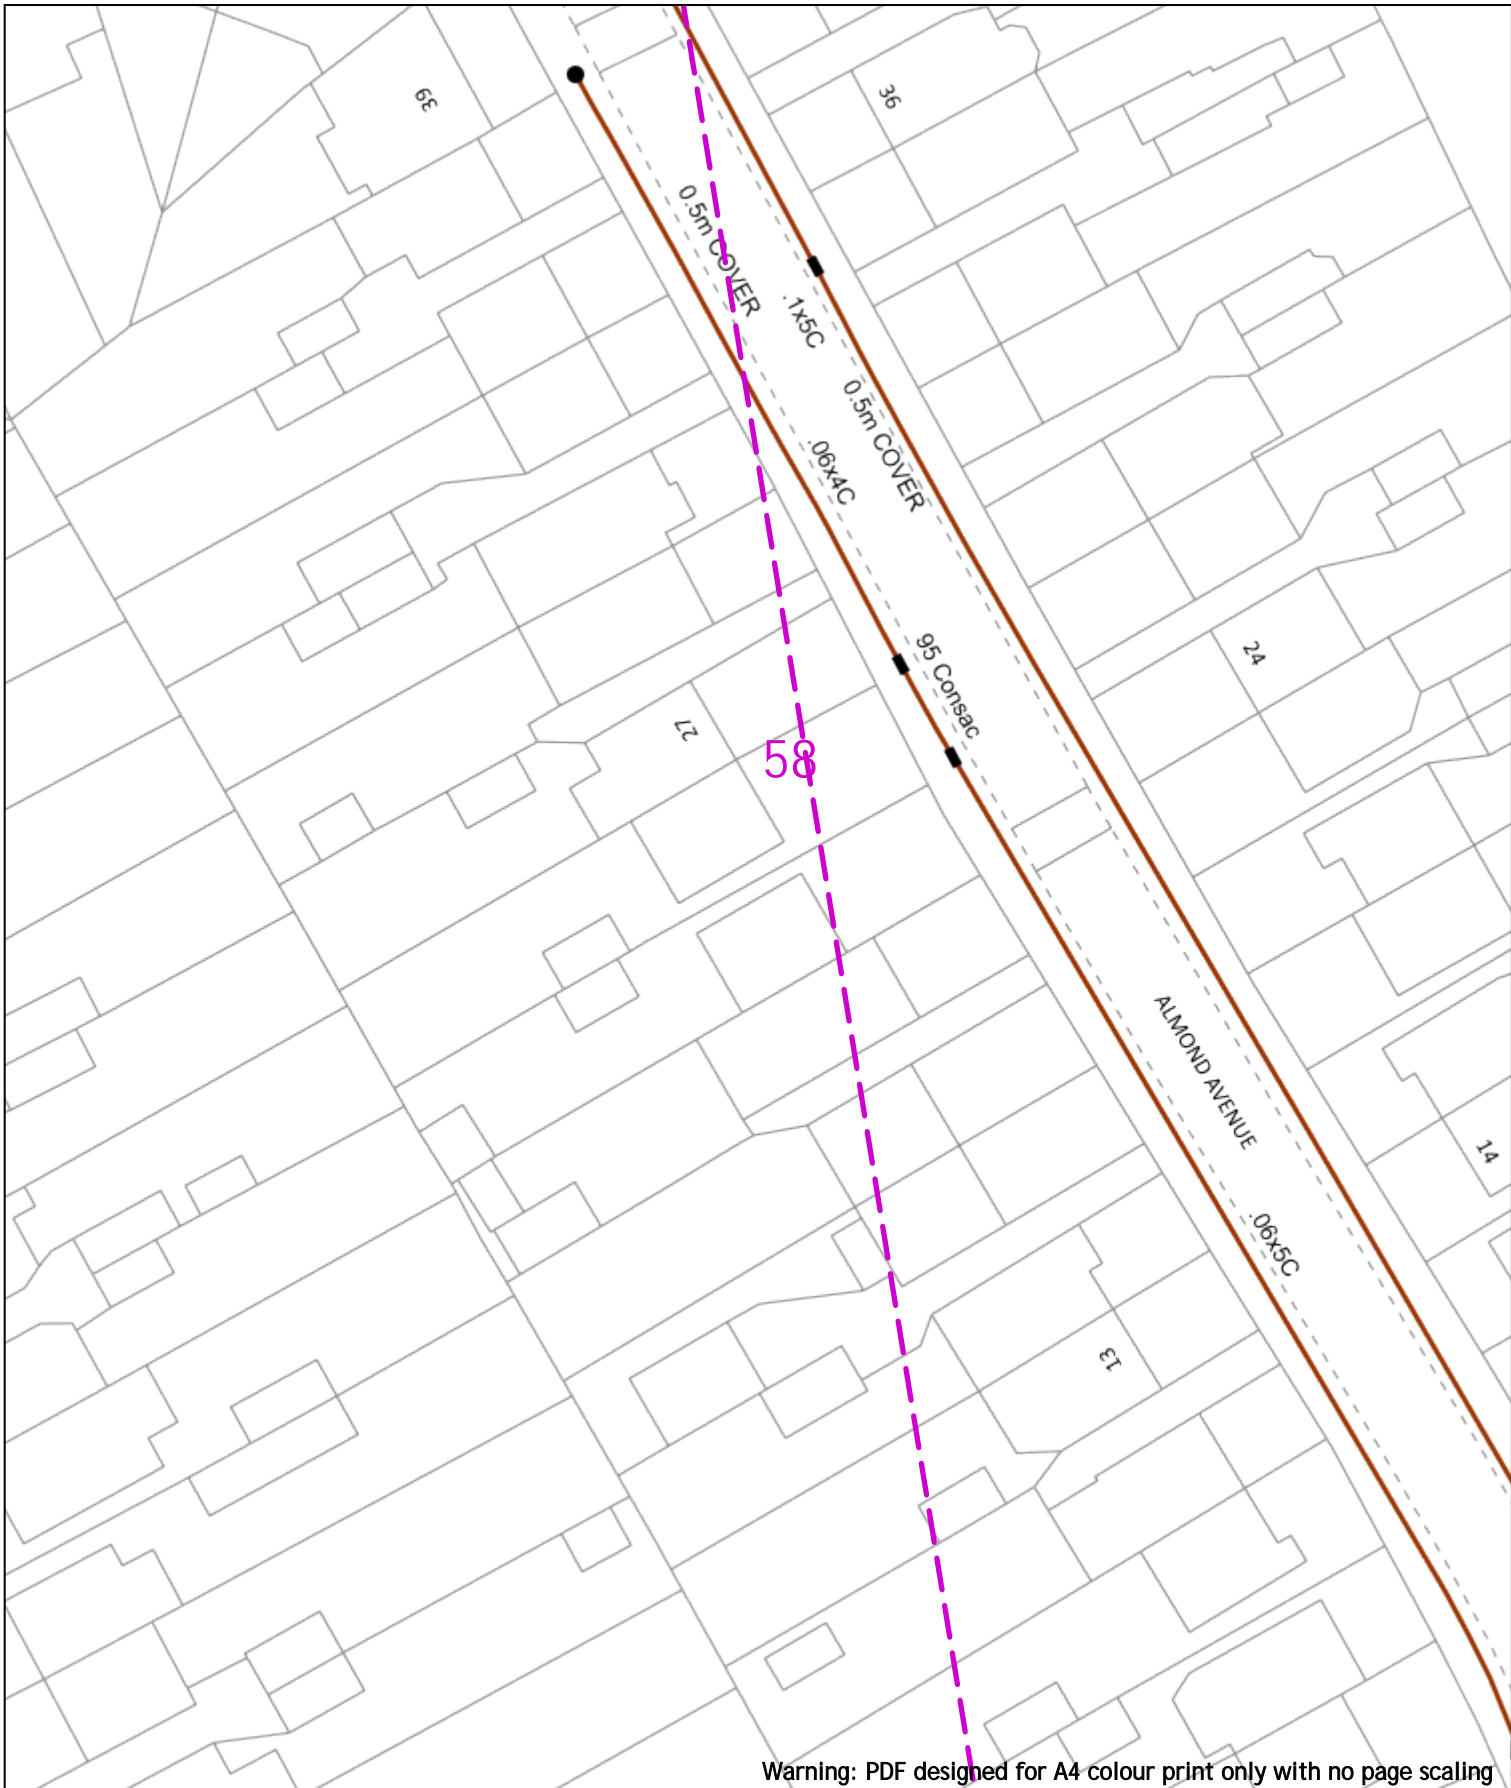 39
36
0.5m COVER
.1x5C
0.5m COVER
.06x4C
95 Consac
24
27
58
ALMOND AVENUE
14
.06x5C
13
Warning: PDF designed for A4 colour print only with no page scaling